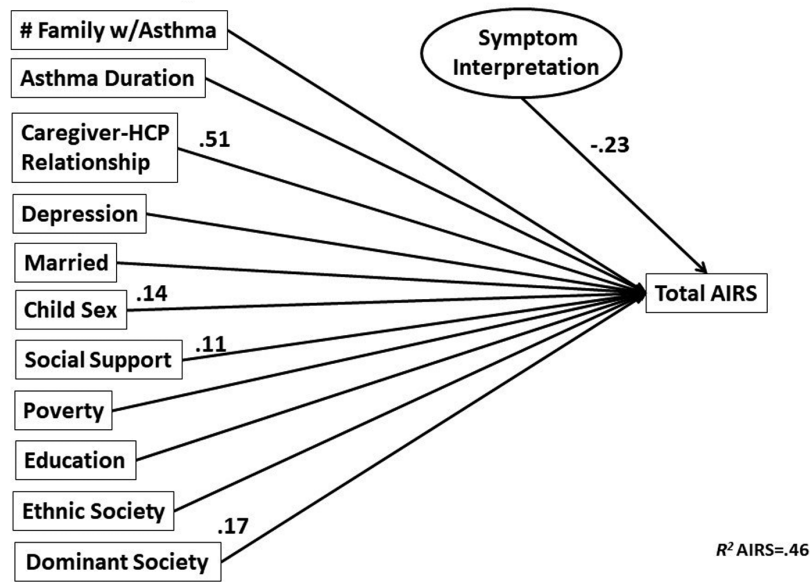 # Family w/Asthma
Symptom
Interpretation
Asthma Duration
Caregiver-HCP
Relationship
.51
-.23
Depression
Married
Child Sex
.14
Total AIRS
Social Support
.11
Poverty
Education
Ethnic Society
.17
Dominant Society
R² AIRS=.46